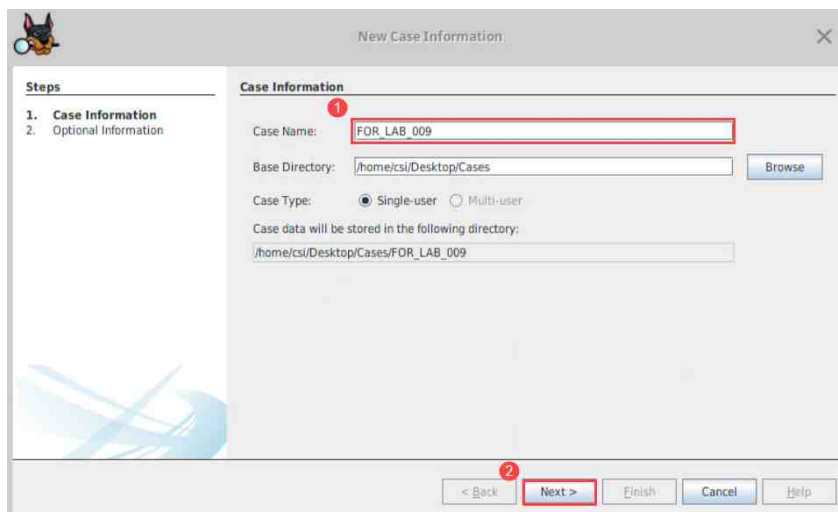 New Case Information
Steps
1. Case Information
2. Optional Information
Case Information
1
Case Name: FOR_LAB_009
Base Directory: /home/csi/Desktop/Cases Browse
Case Type: Single-user Multi-user
Case data will be stored in the following directory:
/home/csi/Desktop/Cases/FOR_LAB_009
2
< Back Next > Finish Cancel Help